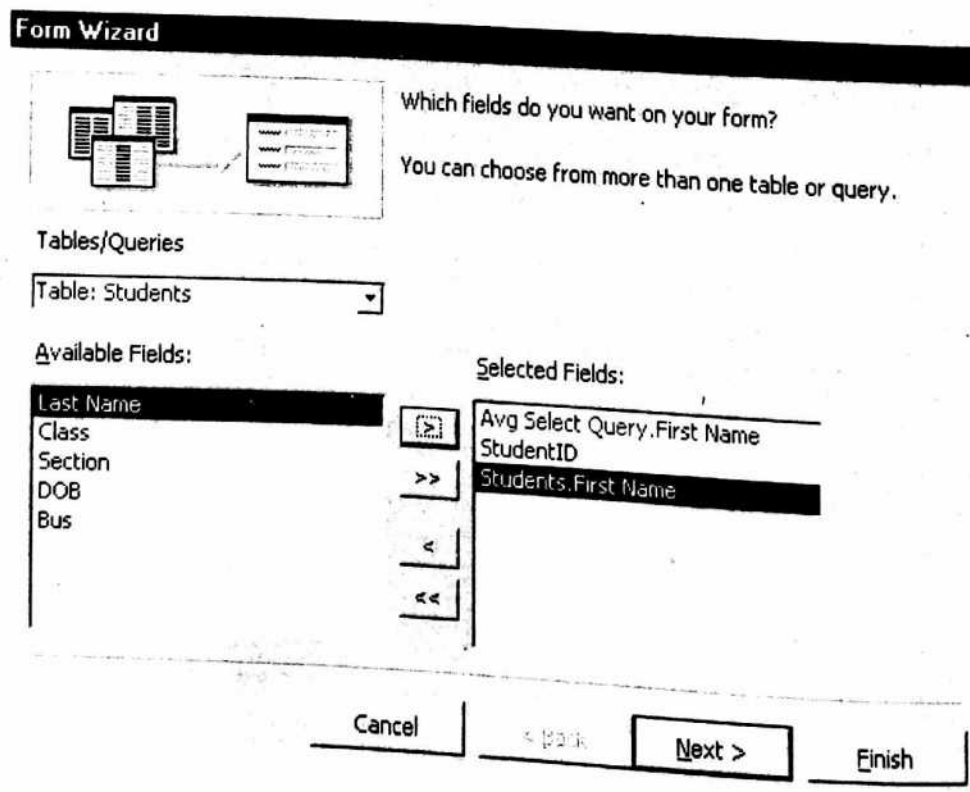 Form Wizard
Which fields do you want on your form?
You can choose from more than one table or query.
Tables/Queries
Table: Students
Available Fields:
Last Name
Class
Section
DOB
Bus
>
>>
<
<<
Selected Fields:
Avg Select Query.First Name
StudentID
Students.First Name
Cancel
< Back
Next >
Finish